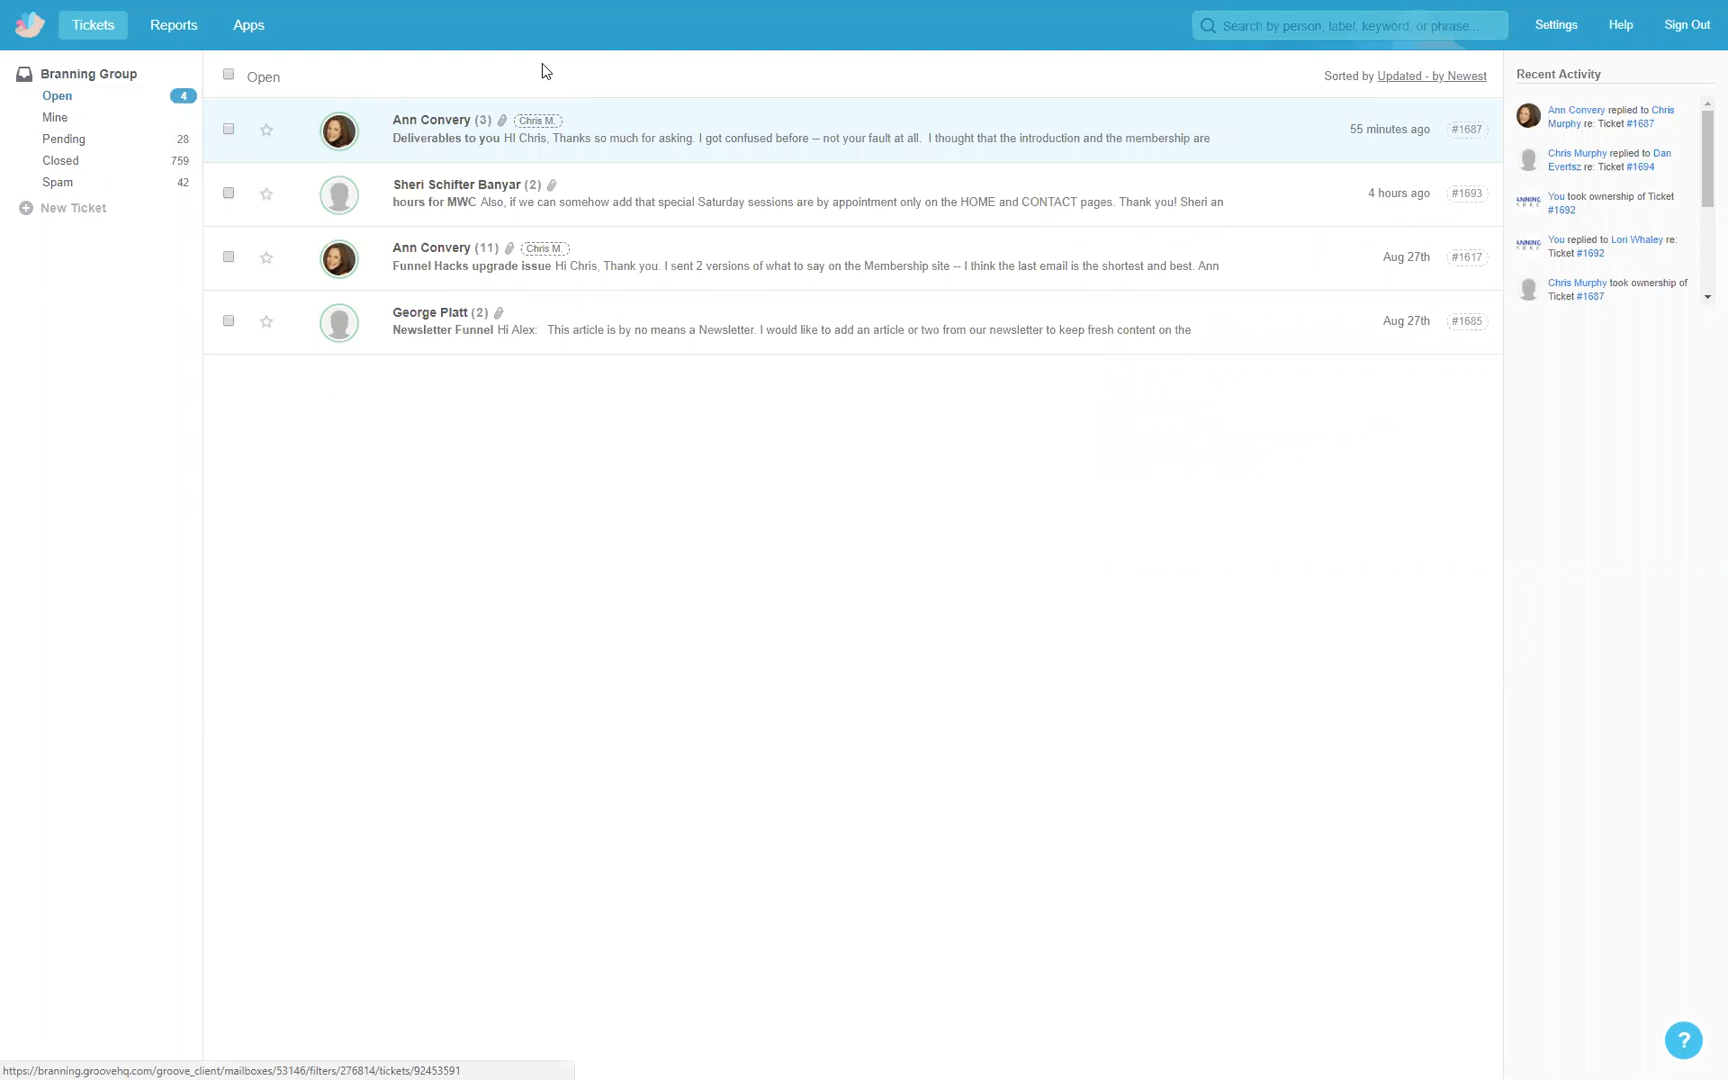 Tickets
Reports
Apps
Search by person, label, keyword, or phrase...
Settings
Help
Sign Out
Branning Group
Open 4
Mine
Pending 28
Closed 759
Spam 42
New Ticket
Open
Sorted by Updated - by Newest
Ann Convery (3) Chris M.
Deliverables to you HI Chris, Thanks so much for asking. I got confused before -- not your fault at all. I thought that the introduction and the membership are
55 minutes ago #1687
Sheri Schifter Banyar (2)
hours for MWC Also, if we can somehow add that special Saturday sessions are by appointment only on the HOME and CONTACT pages. Thank you! Sheri an
4 hours ago #1693
Ann Convery (11) Chris M.
Funnel Hacks upgrade issue Hi Chris, Thank you. I sent 2 versions of what to say on the Membership site -- I think the last email is the shortest and best. Ann
Aug 27th #1617
George Platt (2)
Newsletter Funnel Hi Alex: This article is by no means a Newsletter. I would like to add an article or two from our newsletter to keep fresh content on the
Aug 27th #1685
Recent Activity
Ann Convery replied to Chris
Murphy re: Ticket #1687
Chris Murphy replied to Dan
Evertsz re: Ticket #1694
You took ownership of Ticket
#1692
You replied to Lori Whaley re:
Ticket #1692
Chris Murphy took ownership of
Ticket #1687
?
https://branning.groovehq.com/groove_client/mailboxes/53146/filters/276814/tickets/92453591